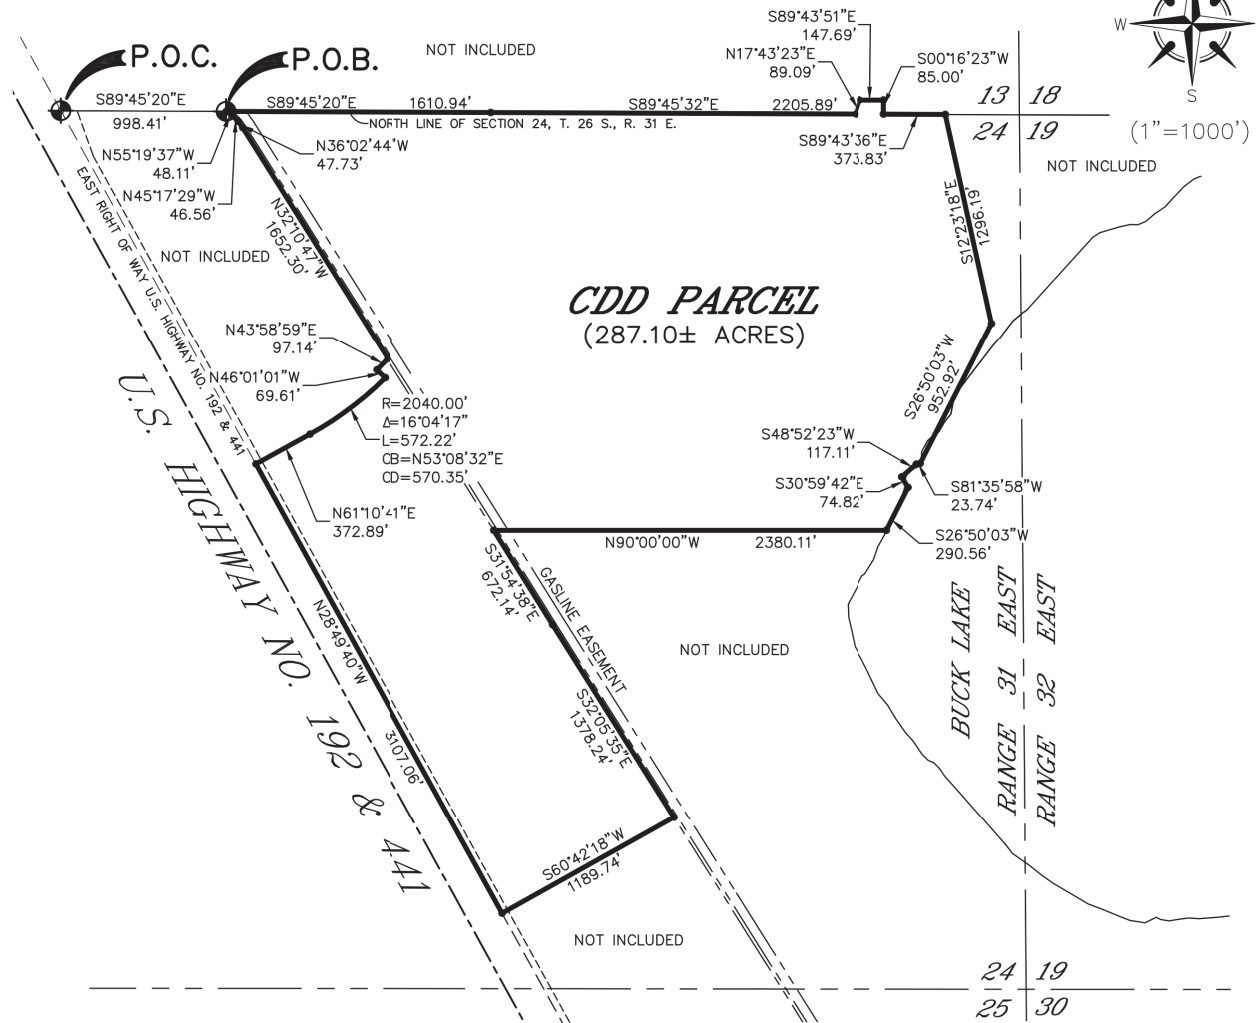 S89°43'51"E
147.69'
W
N17°43'23"E
89.09'
S00°16'23"W
85.00'
NOT INCLUDED
P.O.C.
P.O.B.
S
S89°45'20"E
998.41'
S89°45'20"E 1610.94'
S89°45'32"E 2205.89'
13 18
24 19
(1"=1000')
NORTH LINE OF SECTION 24, T. 26 S., R. 31 E.
S89°43'36"E
373.83'
NOT INCLUDED
N55°19'37"W
48.11'
N36°02'44"W
47.73'
N45°17'29"W
46.56'
EAST RIGHT OF WAY U.S. HIGHWAY NO. 192 & 441
NOT INCLUDED
N32°10'47"W
1652.30'
S12°23'18"E
1296.19'
CDD PARCEL
(287.10± ACRES)
N43°58'59"E
97.14'
N46°01'01"W
69.61'
R=2040.00'
Δ=16°04'17"
L=572.22'
CB=N53°08'32"E
CD=570.35'
S26°50'03"W
952.92'
S48°52'23"W
117.11'
S30°59'42"E
74.82'
S81°35'58"W
23.74'
S26°50'03"W
290.56'
N61°10'41"E
372.89'
N90°00'00"W 2380.11'
U.S. HIGHWAY NO. 192 & 441
S31°54'38"E
672.14'
GASLINE EASEMENT
N28°49'40"W
3107.06'
NOT INCLUDED
BUCK LAKE
RANGE 31 EAST
RANGE 32 EAST
S32°05'35"E
1378.24'
S60°42'18"W
1189.74'
NOT INCLUDED
24 19
25 30